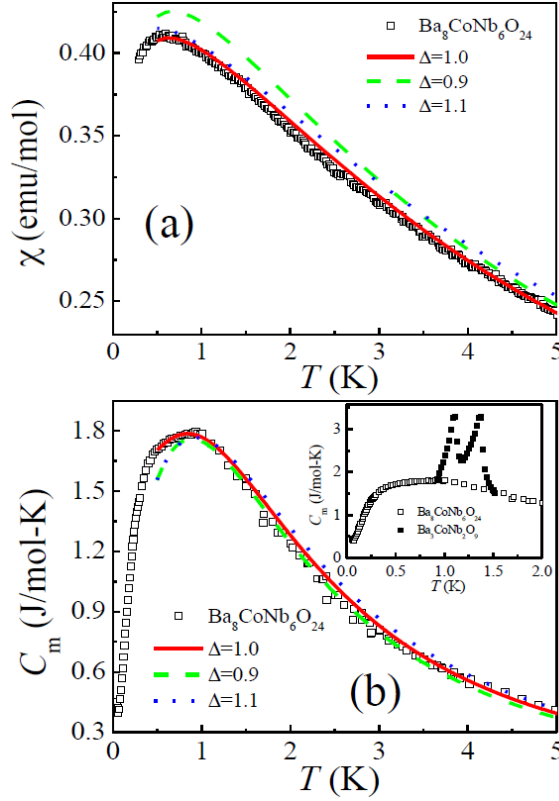 0.40
0.35
0.30
0.25
χ (emu/mol)
Ba₈CoNb₆O₂₄
Δ=1.0
Δ=0.9
Δ=1.1
(a)
0 1 2 3 4 5
T (K)
1.8
1.5
1.2
0.9
0.6
0.3
Cₘ (J/mol-K)
3
2
1
0
Cₘ (J/mol-K)
Ba₈CoNb₆O₂₄
Ba₃CoNb₂O₉
0.0 0.5 1.0 1.5 2.0
T (K)
Ba₈CoNb₆O₂₄
Δ=1.0
Δ=0.9
Δ=1.1
(b)
0 1 2 3 4 5
T (K)